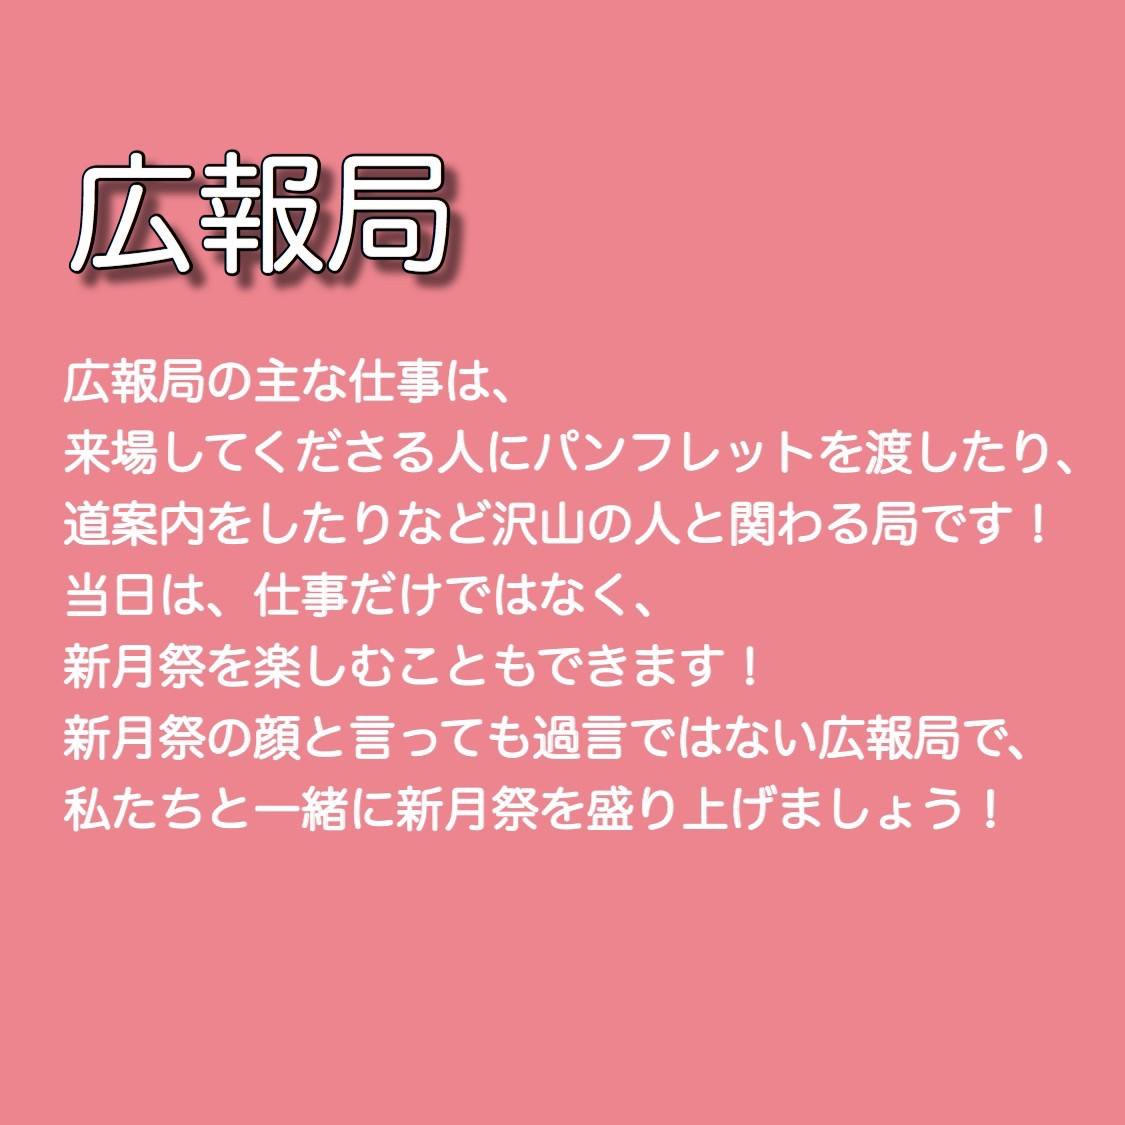 広報局
広報局の主な仕事は、
来場してくださる人にパンフレットを渡したり、
道案内をしたりなど沢山の人と関わる局です！
当日は、仕事だけではなく、
新月祭を楽しむこともできます！
新月祭の顔と言っても過言ではない広報局で、
私たちと一緒に新月祭を盛り上げましょう！